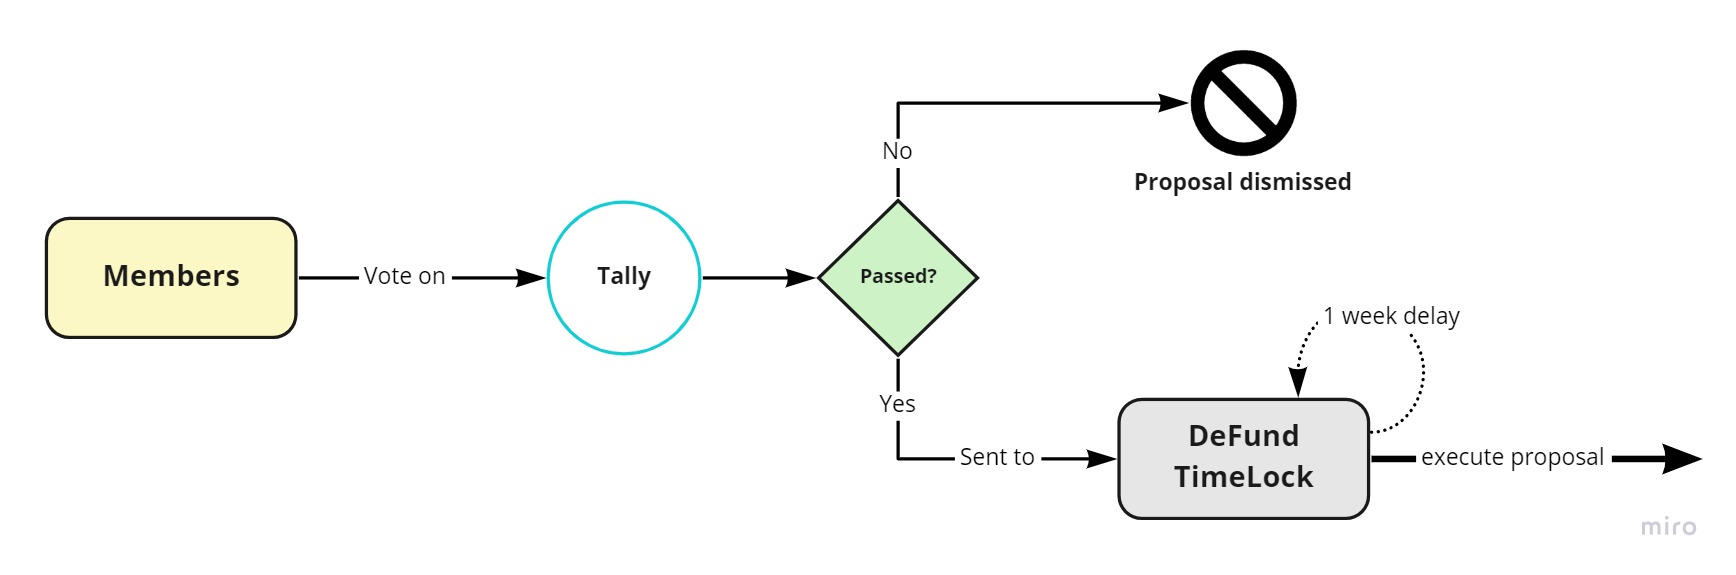 No
Proposal dismissed
Members
Vote on
Tally
Passed?
1 week delay
Yes
DeFund
TimeLock
Sent to
execute proposal
miro